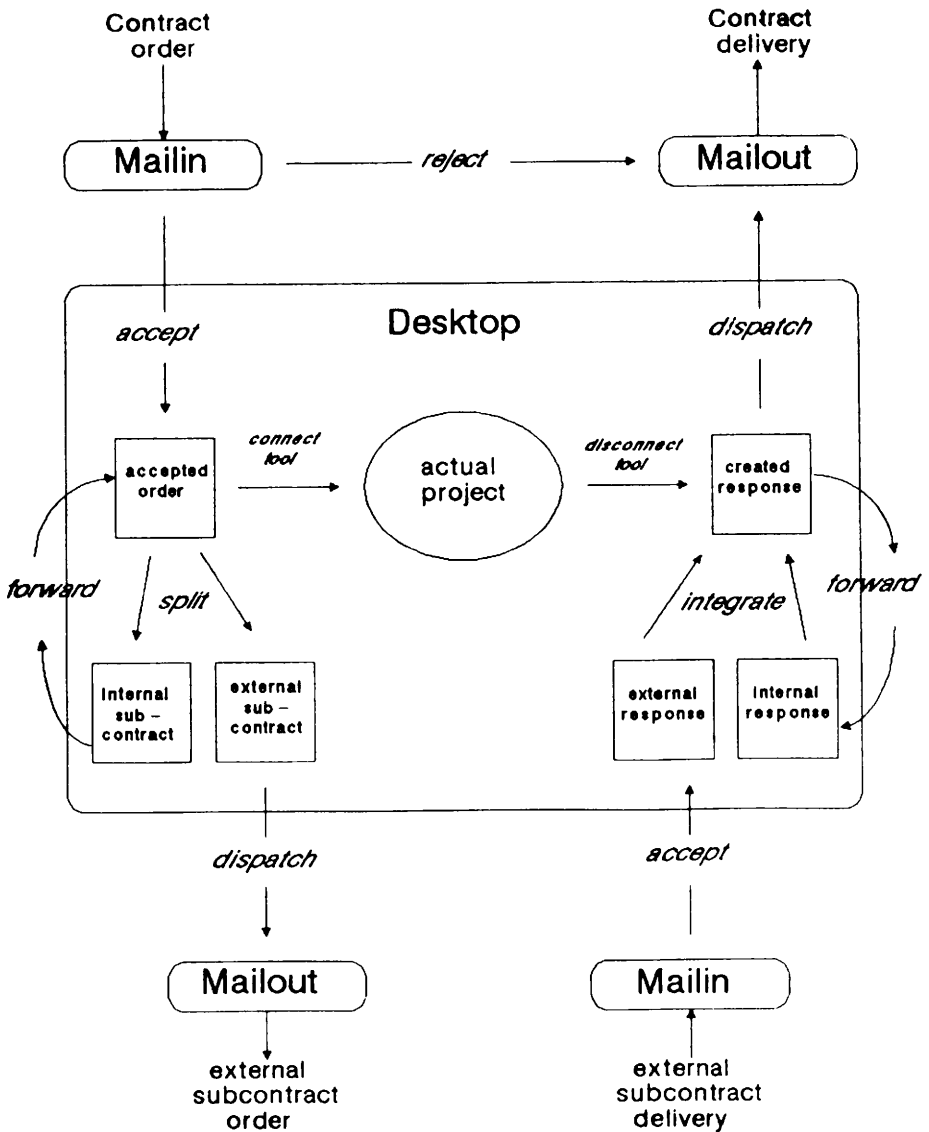 Contract
order
Contract
delivery
Mailin
reject
Mailout
accept
Desktop
dispatch
accepted
order
connect
tool
actual
project
disconnect
tool
created
response
forward
split
integrate
forward
internal
sub –
contract
external
sub –
contract
external
response
internal
response
dispatch
accept
Mailout
Mailin
external
subcontract
order
external
subcontract
delivery